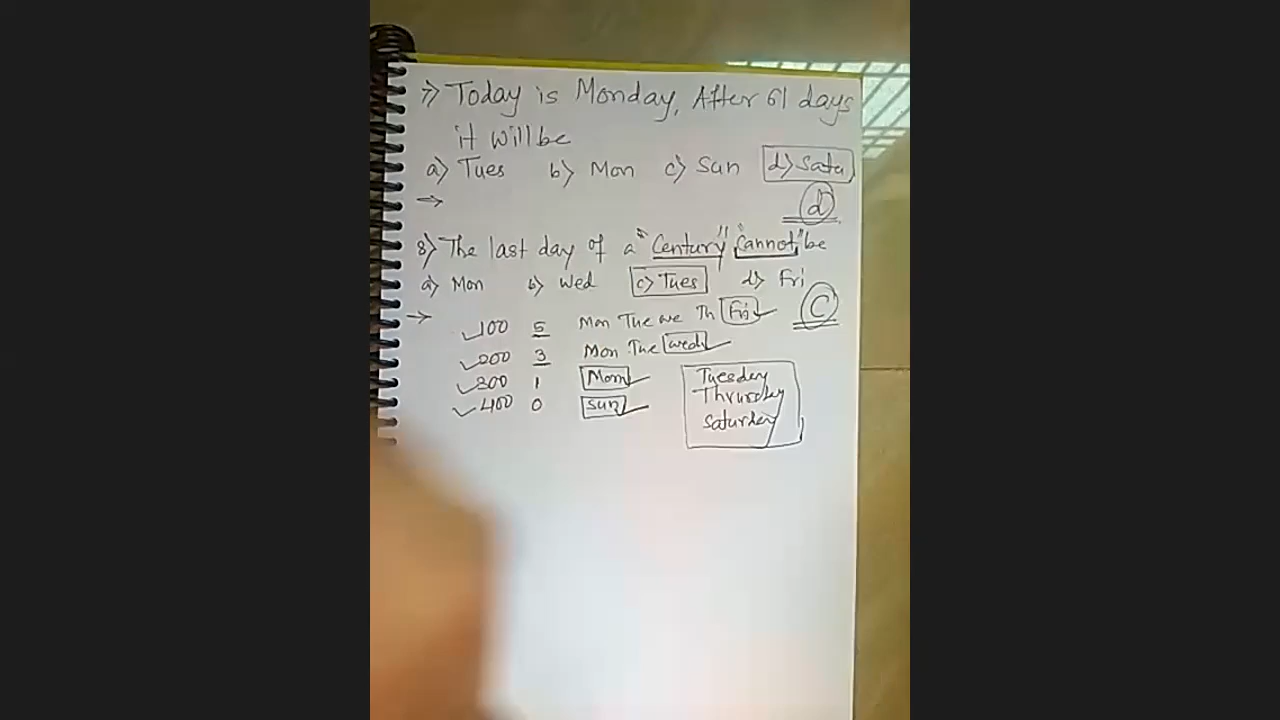 7) Today is Monday, After 61 days
it will be
a) Tues b) Mon c) Sun d) Satu
→ d
8) The last day of a "Century" "Cannot" be
a) Mon b) Wed c) Tues d) Fri
→ C
100 5 Mon Tue we Th Fri
200 3 Mon Tue wed
300 1 Mon
400 0 Sun
Tuesday
Thrursday
Saturday